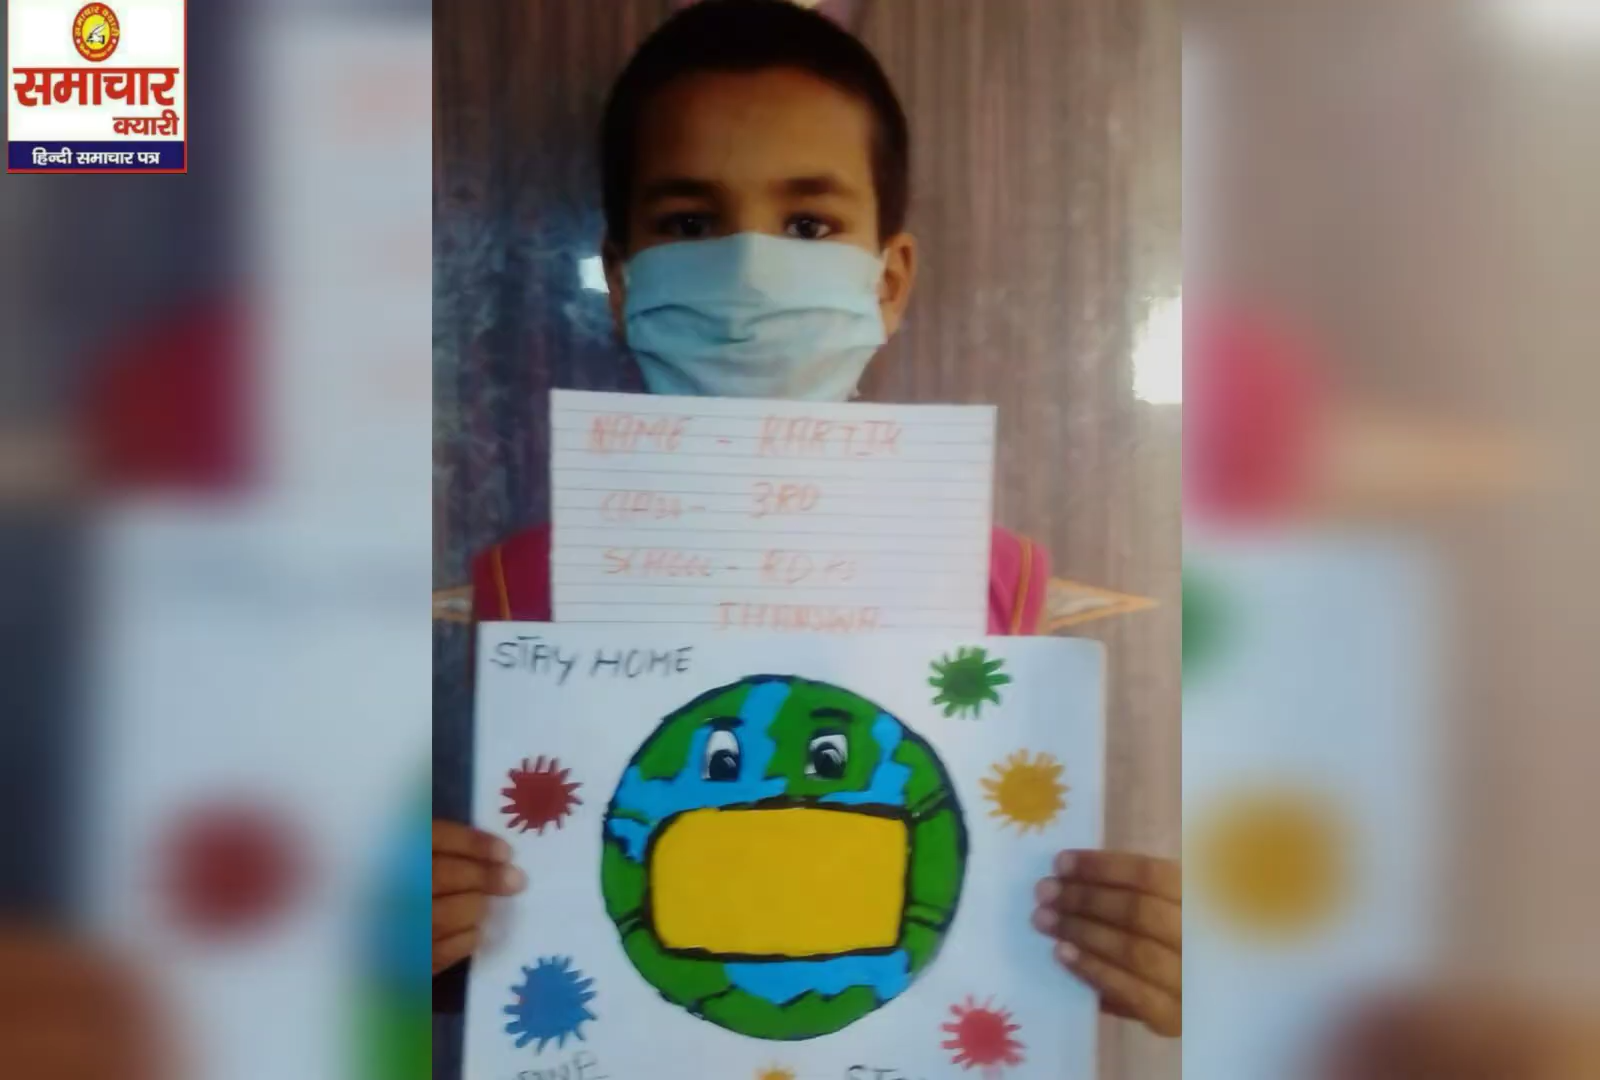 समाचार
क्यारी
हिन्दी समाचार पत्र
NAME - KARTIK
CLASS - 3RD
SCHOOL -
STAY HOME